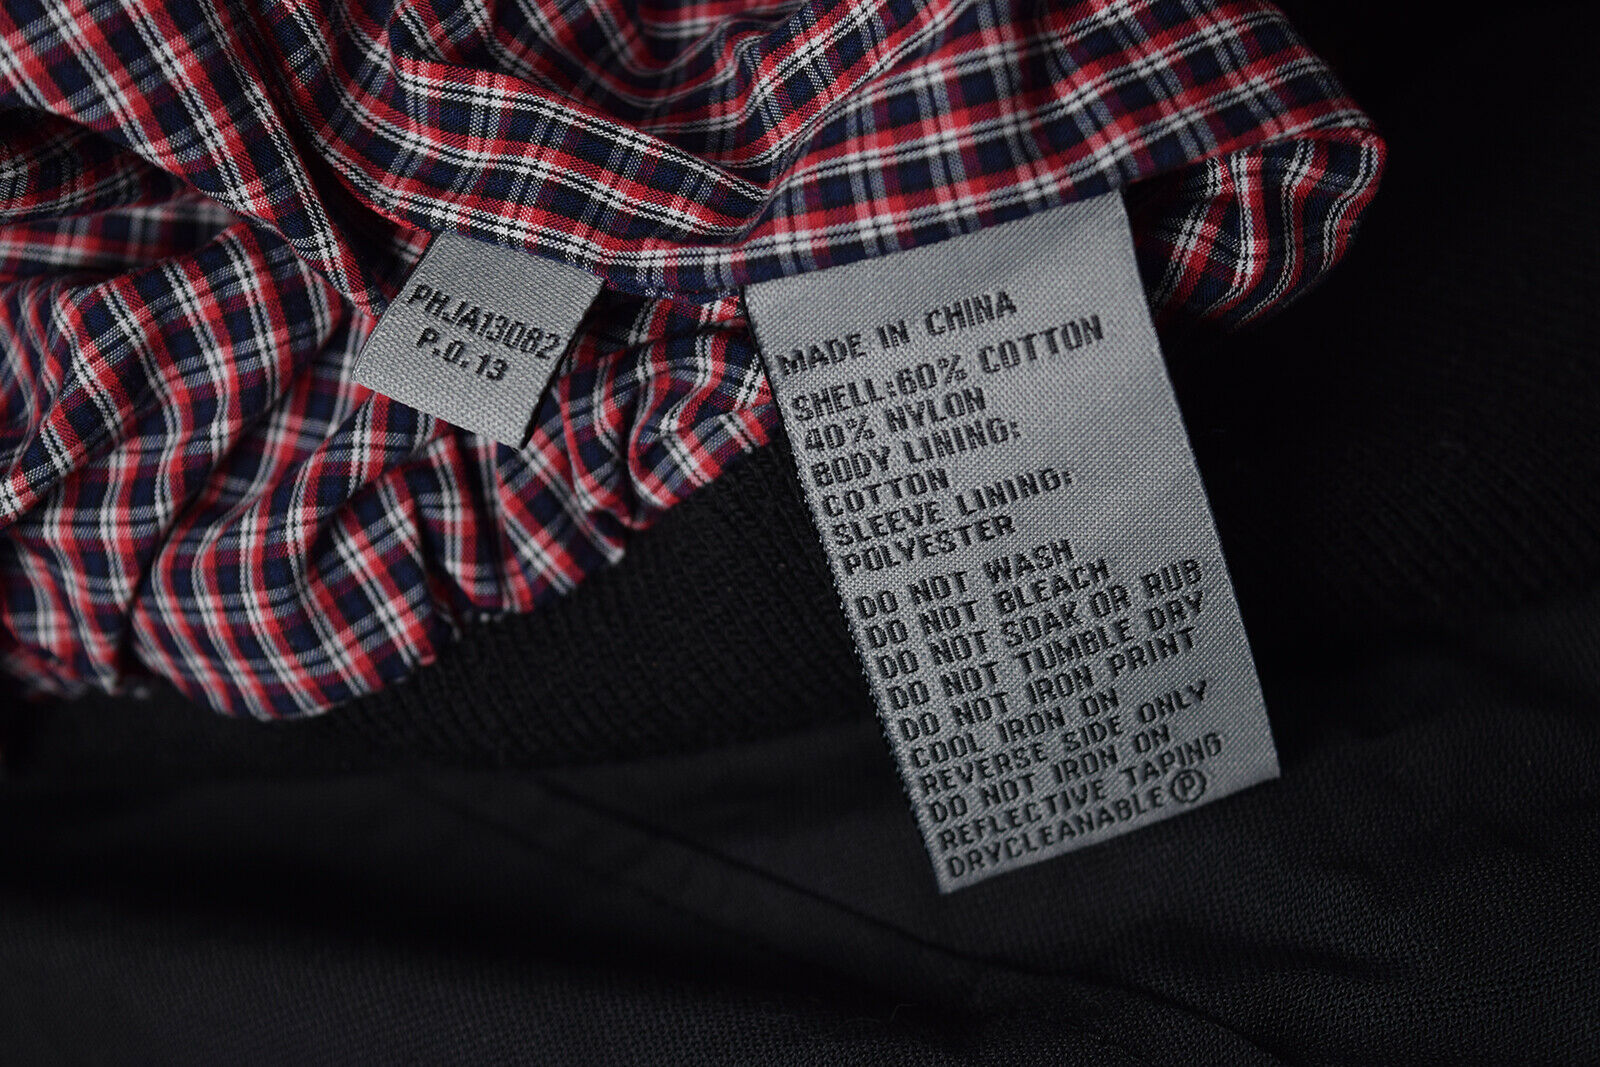 PHJA13082
P.O.13
MADE IN CHINA
SHELL:60% COTTON
40% NYLON
BODY LINING:
COTTON
SLEEVE LINING:
POLYESTER
DO NOT WASH
DO NOT BLEACH
DO NOT SOAK OR RUB
DO NOT TUMBLE DRY
DO NOT IRON PRINT
COOL IRON ON
REVERSE SIDE ONLY
DO NOT IRON ON
REFLECTIVE TAPING
DRYCLEANABLE Ⓟ